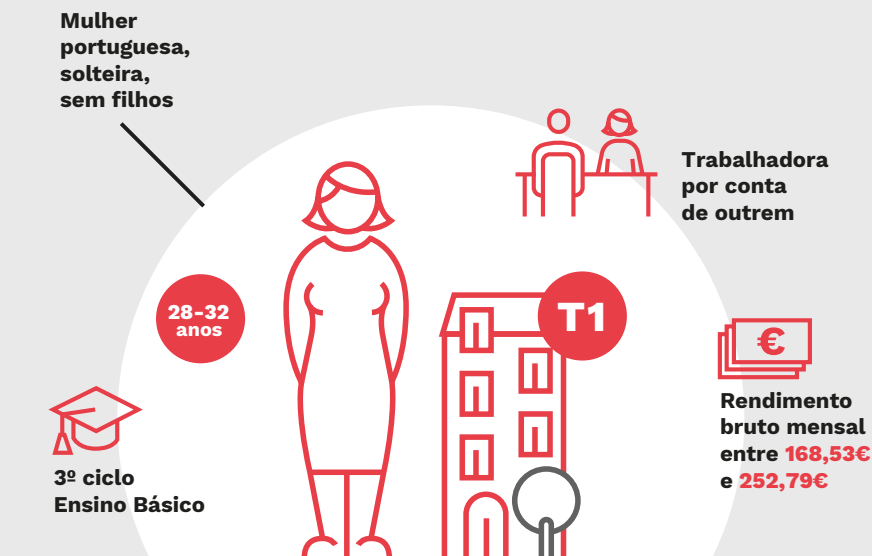 Mulher
portuguesa,
solteira,
sem filhos
Trabalhadora
por conta
de outrem
28-32
anos
T1
€
Rendimento
bruto mensal
entre 168,53€
e 252,79€
3º ciclo
Ensino Básico